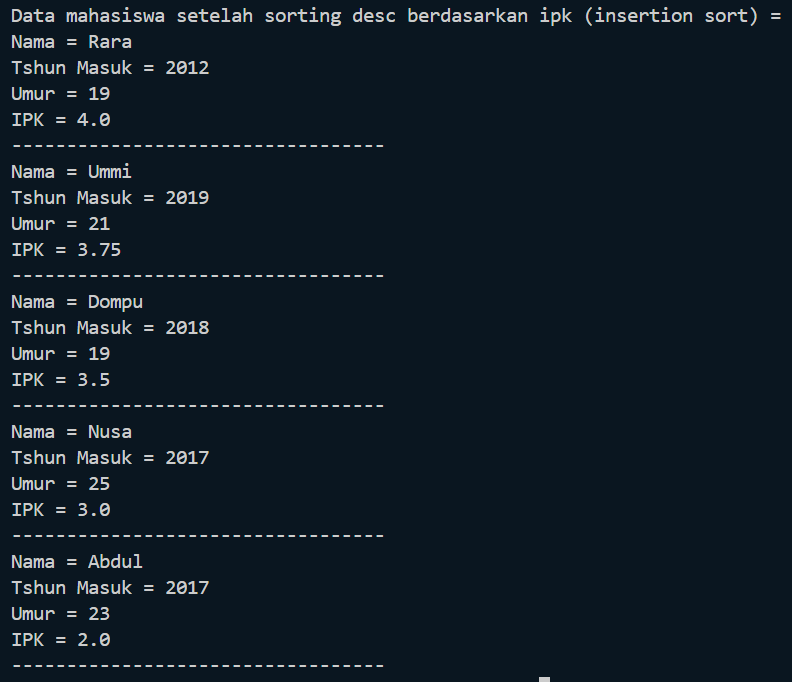 Data mahasiswa setelah sorting desc berdasarkan ipk (insertion sort) =
Nama = Rara
Tshun Masuk = 2012
Umur = 19
IPK = 4.0
----------------------------------
Nama = Ummi
Tshun Masuk = 2019
Umur = 21
IPK = 3.75
----------------------------------
Nama = Dompu
Tshun Masuk = 2018
Umur = 19
IPK = 3.5
----------------------------------
Nama = Nusa
Tshun Masuk = 2017
Umur = 25
IPK = 3.0
----------------------------------
Nama = Abdul
Tshun Masuk = 2017
Umur = 23
IPK = 2.0
----------------------------------